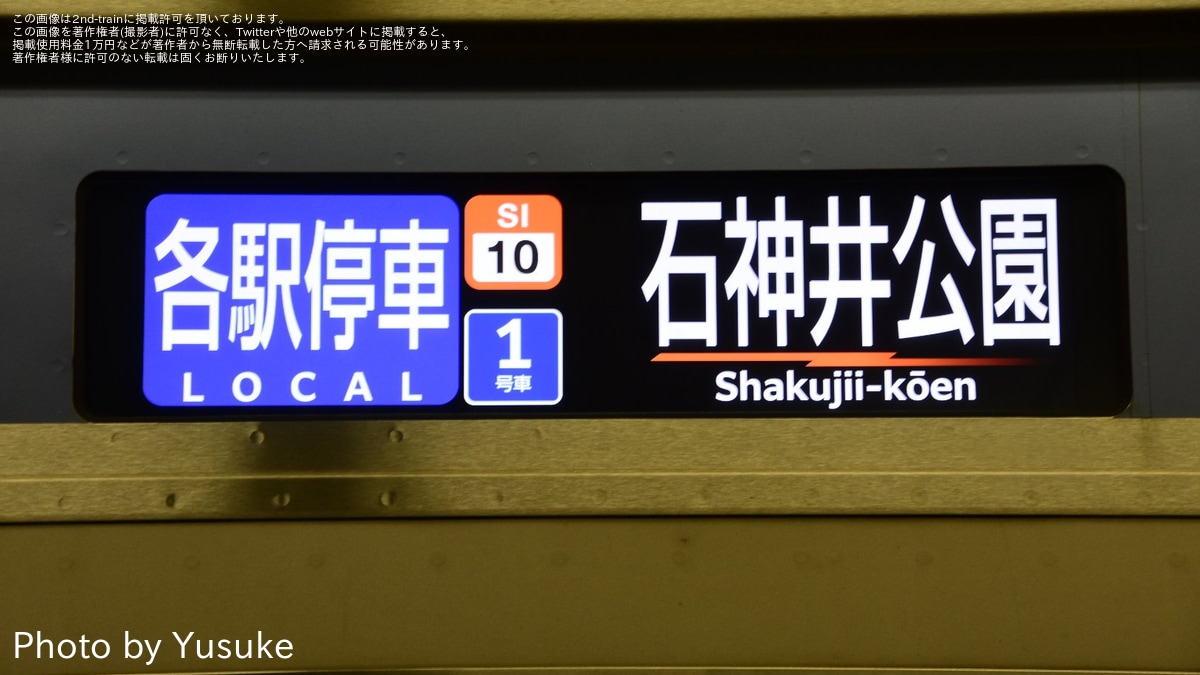 この画像は2nd-trainに掲載許可を頂いております。
この画像を著作権者(撮影者)に許可なく、Twitterや他のwebサイトに掲載すると、
掲載使用料金1万円などが著作者から無断転載した方へ請求される可能性があります。
著作権者様に許可のない転載は固くお断りいたします。
各駅停車
LOCAL
SI
10
1
号車
石神井公園
Shakujii-kōen
Photo by Yusuke